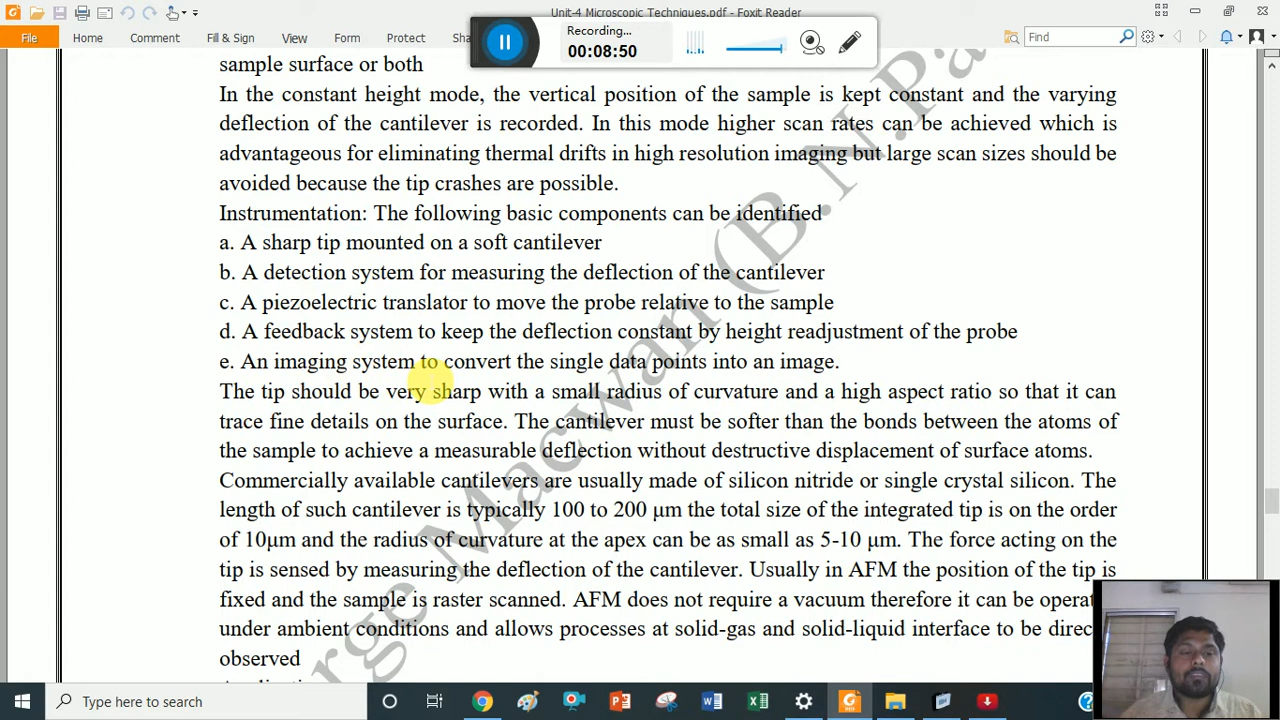 Unit-4 Microscopic Techniques.pdf - Foxit Reader
File Home Comment Fill & Sign View Form Protect
Recording...
00:08:50
Find
sample surface or both
In the constant height mode, the vertical position of the sample is kept constant and the varying
deflection of the cantilever is recorded. In this mode higher scan rates can be achieved which is
advantageous for eliminating thermal drifts in high resolution imaging but large scan sizes should be
avoided because the tip crashes are possible.
Instrumentation: The following basic components can be identified
a. A sharp tip mounted on a soft cantilever
b. A detection system for measuring the deflection of the cantilever
c. A piezoelectric translator to move the probe relative to the sample
d. A feedback system to keep the deflection constant by height readjustment of the probe
e. An imaging system to convert the single data points into an image.
The tip should be very sharp with a small radius of curvature and a high aspect ratio so that it can
trace fine details on the surface. The cantilever must be softer than the bonds between the atoms of
the sample to achieve a measurable deflection without destructive displacement of surface atoms.
Commercially available cantilevers are usually made of silicon nitride or single crystal silicon. The
length of such cantilever is typically 100 to 200 μm the total size of the integrated tip is on the order
of 10μm and the radius of curvature at the apex can be as small as 5-10 μm. The force acting on the
tip is sensed by measuring the deflection of the cantilever. Usually in AFM the position of the tip is
fixed and the sample is raster scanned. AFM does not require a vacuum therefore it can be
under ambient conditions and allows processes at solid-gas and solid-liquid interface to be
observed
Macwan (B.N.Pa
Type here to search